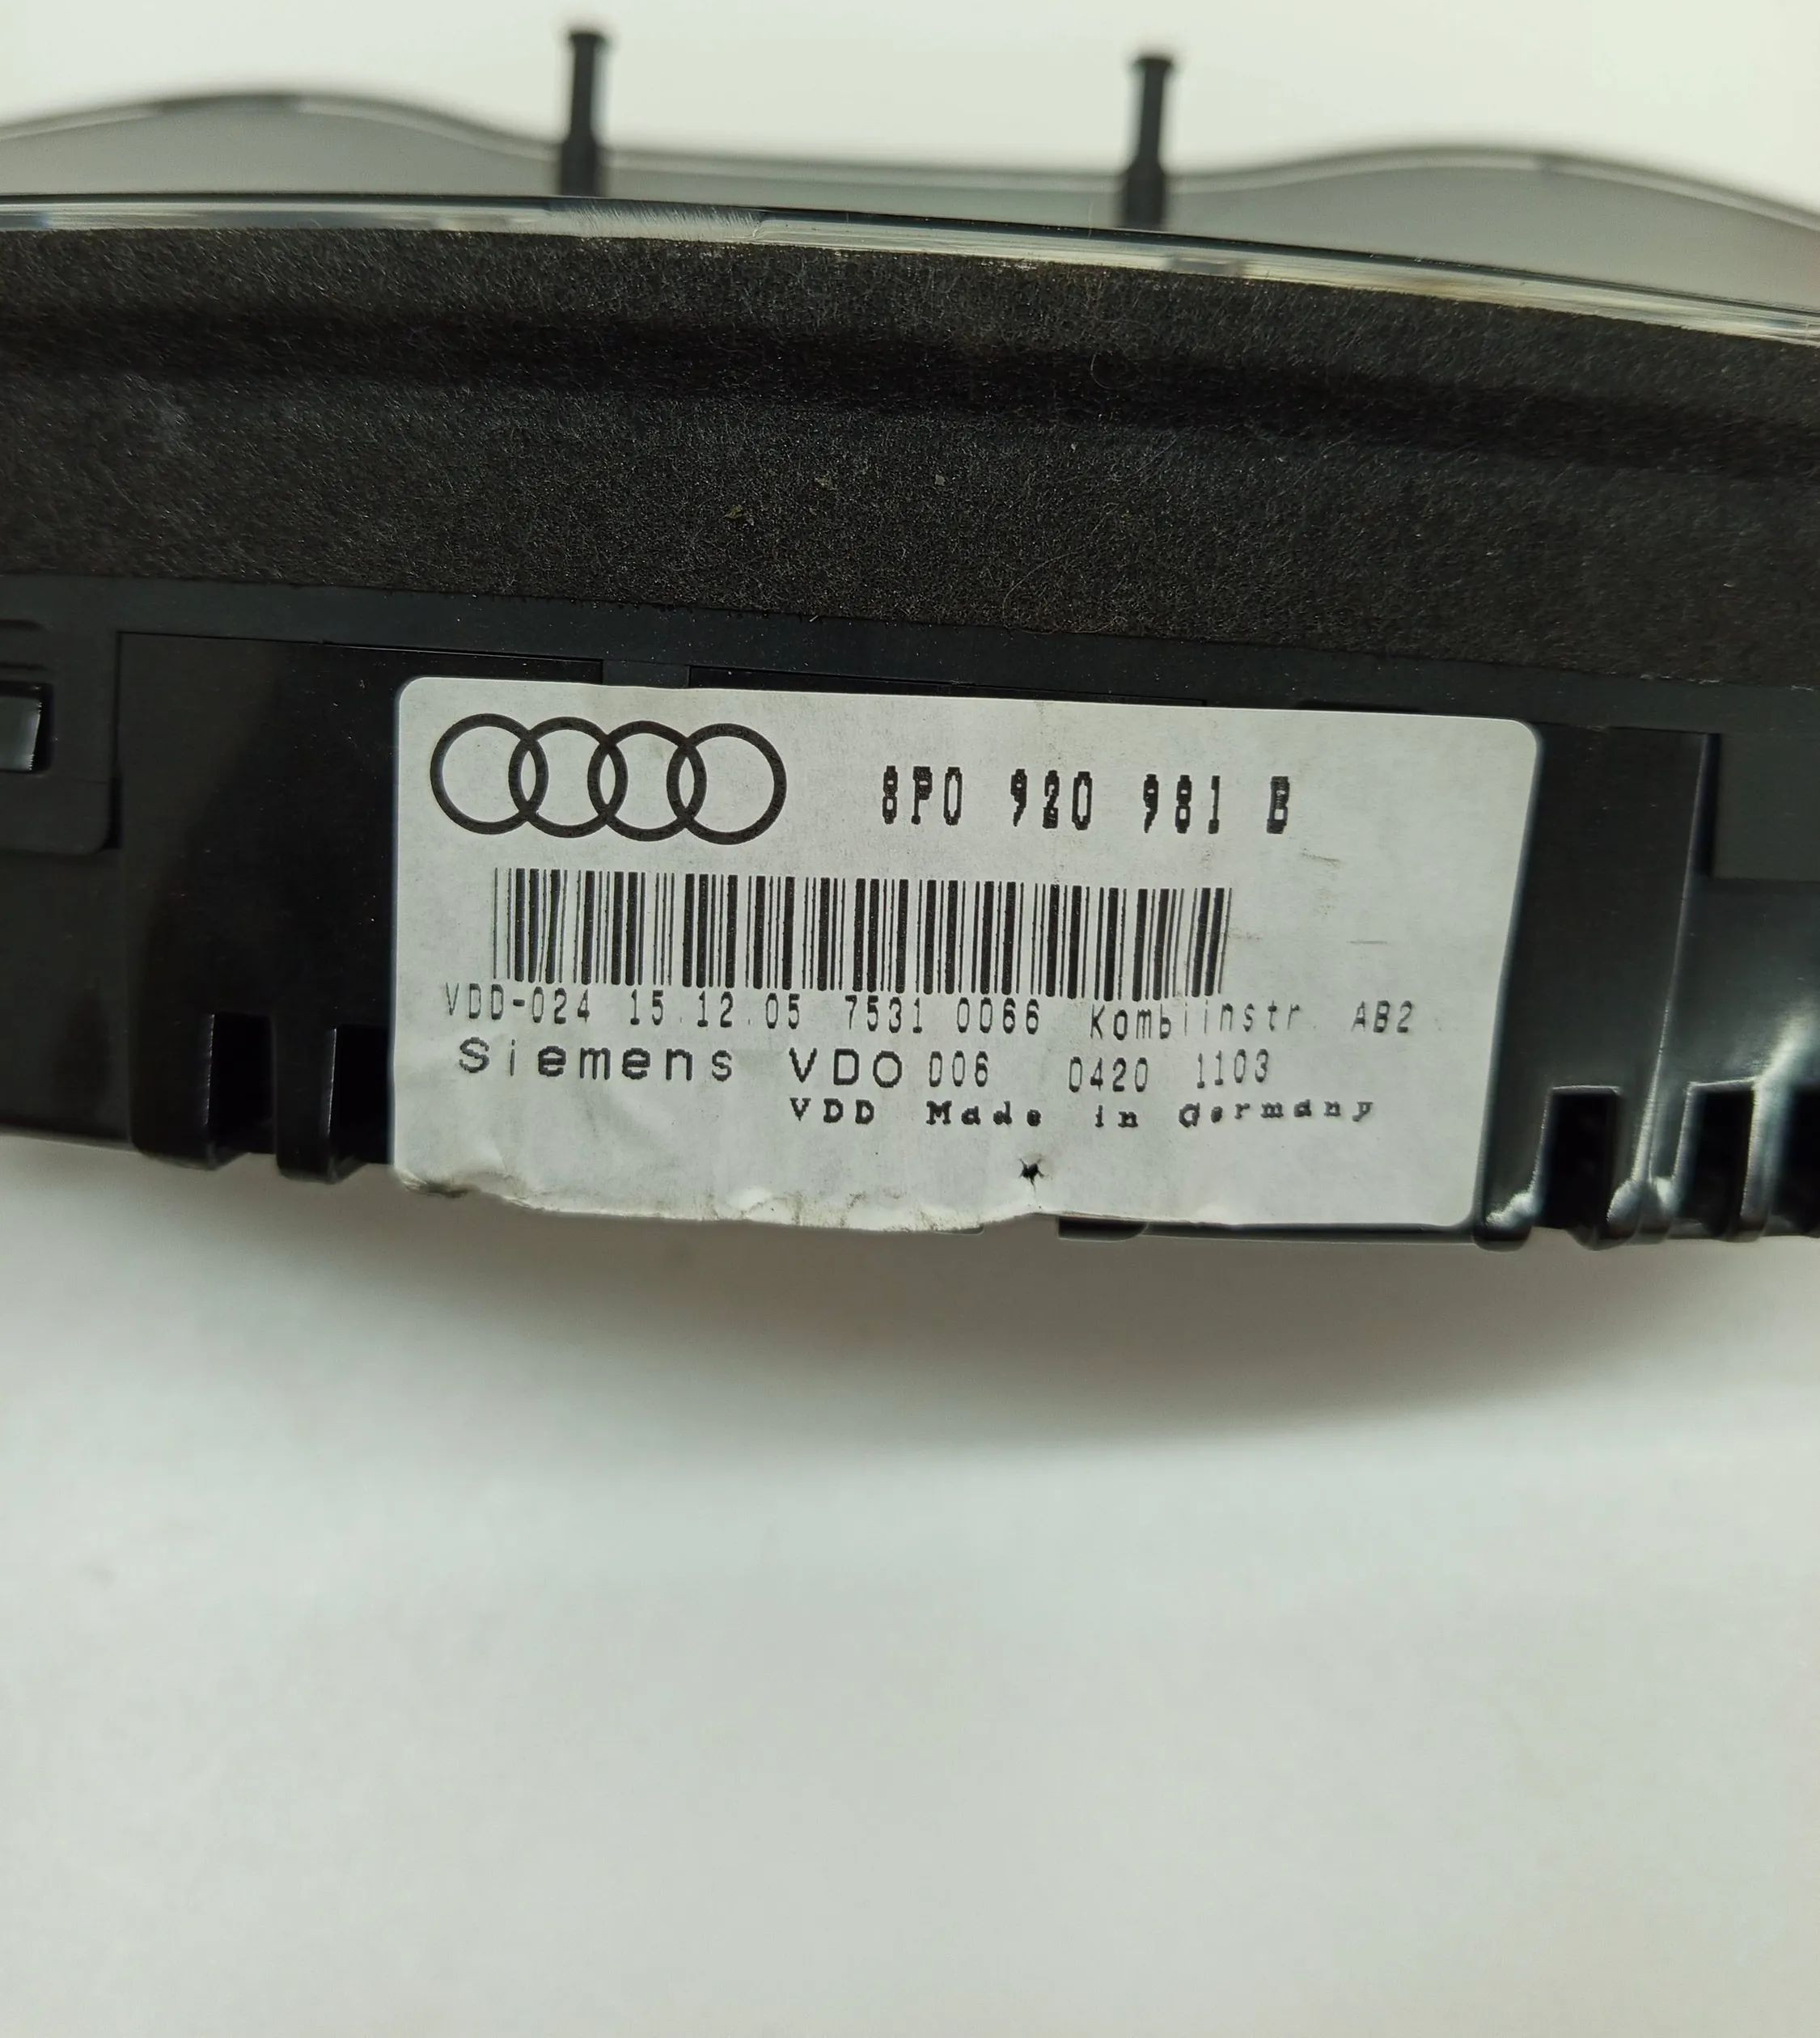 8P0 920 981 B
VDD-024 15.12.05 7531 0066 Kombiinstr. AB2
Siemens VDO 006 0420 1103
VDD Made in Germany